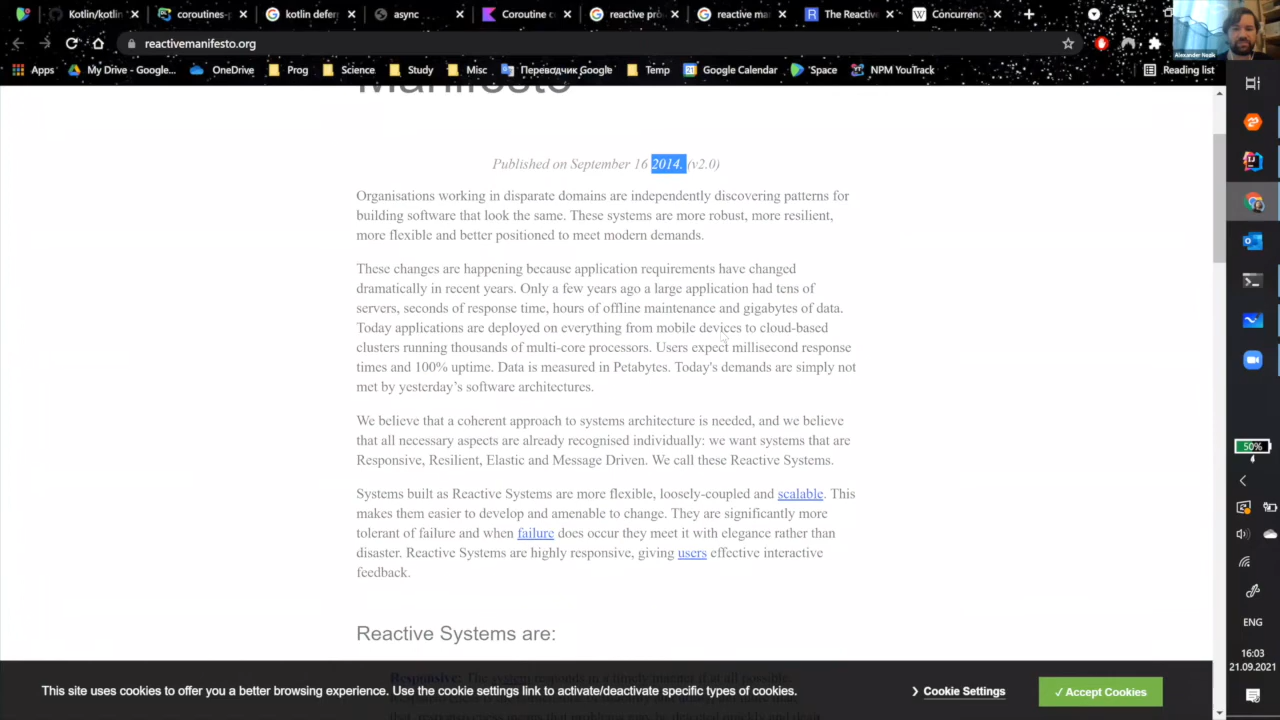 Kotlin/kotlin
coroutines-
kotlin defer
async
Coroutine c
reactive pro
reactive ma
The Reactive
Concurrenc
reactivemanifesto.org
Alexander Rezik
Apps
My Drive - Google...
OneDrive
Prog
Science
Study
Misc
Переводчик Google
Temp
Google Calendar
Space
NPM YouTrack
Reading list
Manifesto
Published on September 16 2014. (v2.0)
Organisations working in disparate domains are independently discovering patterns for
building software that look the same. These systems are more robust, more resilient,
more flexible and better positioned to meet modern demands.
These changes are happening because application requirements have changed
dramatically in recent years. Only a few years ago a large application had tens of
servers, seconds of response time, hours of offline maintenance and gigabytes of data.
Today applications are deployed on everything from mobile devices to cloud-based
clusters running thousands of multi-core processors. Users expect millisecond response
times and 100% uptime. Data is measured in Petabytes. Today's demands are simply not
met by yesterday’s software architectures.
We believe that a coherent approach to systems architecture is needed, and we believe
that all necessary aspects are already recognised individually: we want systems that are
Responsive, Resilient, Elastic and Message Driven. We call these Reactive Systems.
Systems built as Reactive Systems are more flexible, loosely-coupled and scalable. This
makes them easier to develop and amenable to change. They are significantly more
tolerant of failure and when failure does occur they meet it with elegance rather than
disaster. Reactive Systems are highly responsive, giving users effective interactive
feedback.
Reactive Systems are:
Responsive: The system responds in a timely manner if at all possible.
This site uses cookies to offer you a better browsing experience. Use the cookie settings link to activate/deactivate specific types of cookies.
Cookie Settings
✓ Accept Cookies
50%
ENG
16:03
21.09.2021